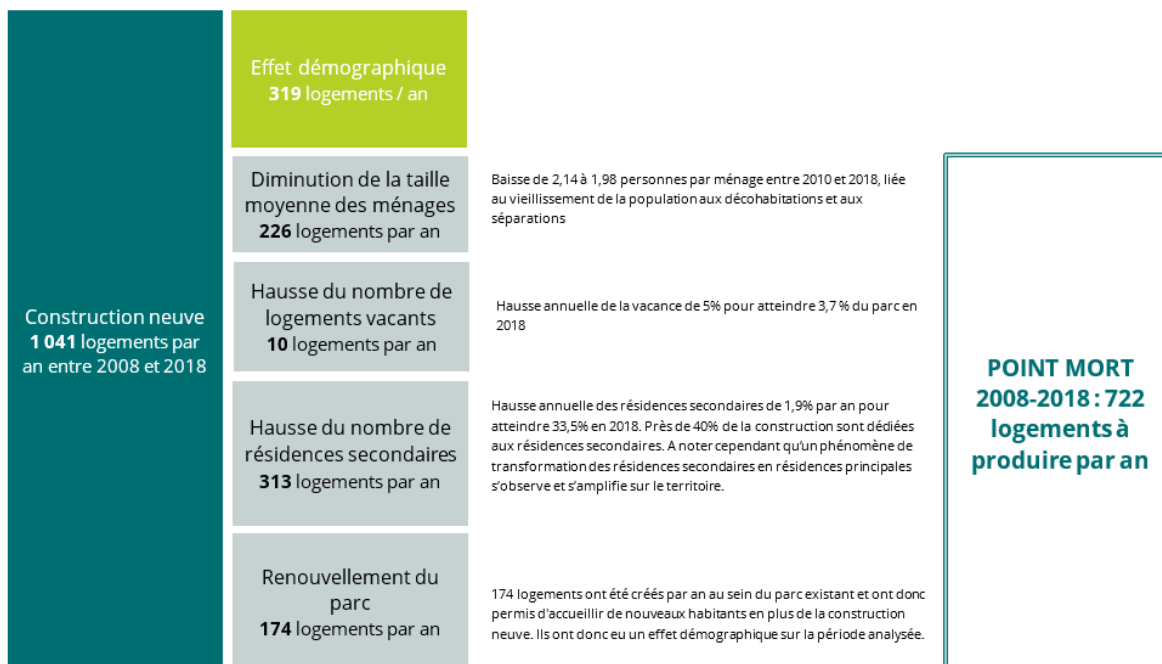 Construction neuve
1 041 logements par
an entre 2008 et 2018
Effet démographique
319 logements / an
Diminution de la taille
moyenne des ménages
226 logements par an
Baisse de 2,14 à 1,98 personnes par ménage entre 2010 et 2018, liée
au vieillissement de la population aux décohabitations et aux
séparations
Hausse du nombre de
logements vacants
10 logements par an
Hausse annuelle de la vacance de 5% pour atteindre 3,7 % du parc en
2018
Hausse du nombre de
résidences secondaires
313 logements par an
Hausse annuelle des résidences secondaires de 1,9% par an pour
atteindre 33,5% en 2018. Près de 40% de la construction sont dédiées
aux résidences secondaires. A noter cependant qu’un phénomène de
transformation des résidences secondaires en résidences principales
s’observe et s’amplifie sur le territoire.
Renouvellement du
parc
174 logements par an
174 logements ont été créés par an au sein du parc existant et ont donc
permis d'accueillir de nouveaux habitants en plus de la construction
neuve. Ils ont donc eu un effet démographique sur la période analysée.
POINT MORT
2008-2018 : 722
logements à
produire par an